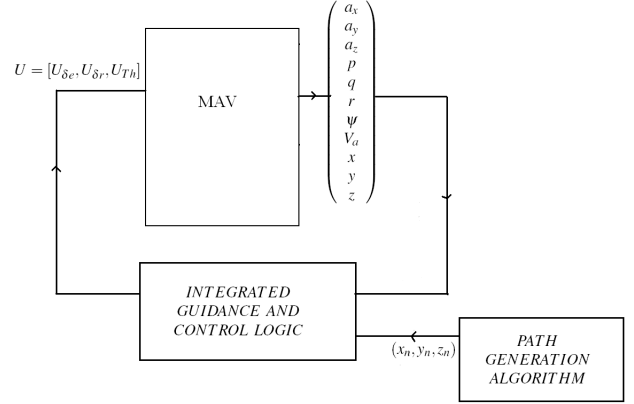 U = [U_δe, U_δr, U_Th]
MAV
a_x
a_y
a_z
p
q
r
ψ
V_a
x
y
z
INTEGRATED
GUIDANCE AND
CONTROL LOGIC
(x_n, y_n, z_n)
PATH
GENERATION
ALGORITHM